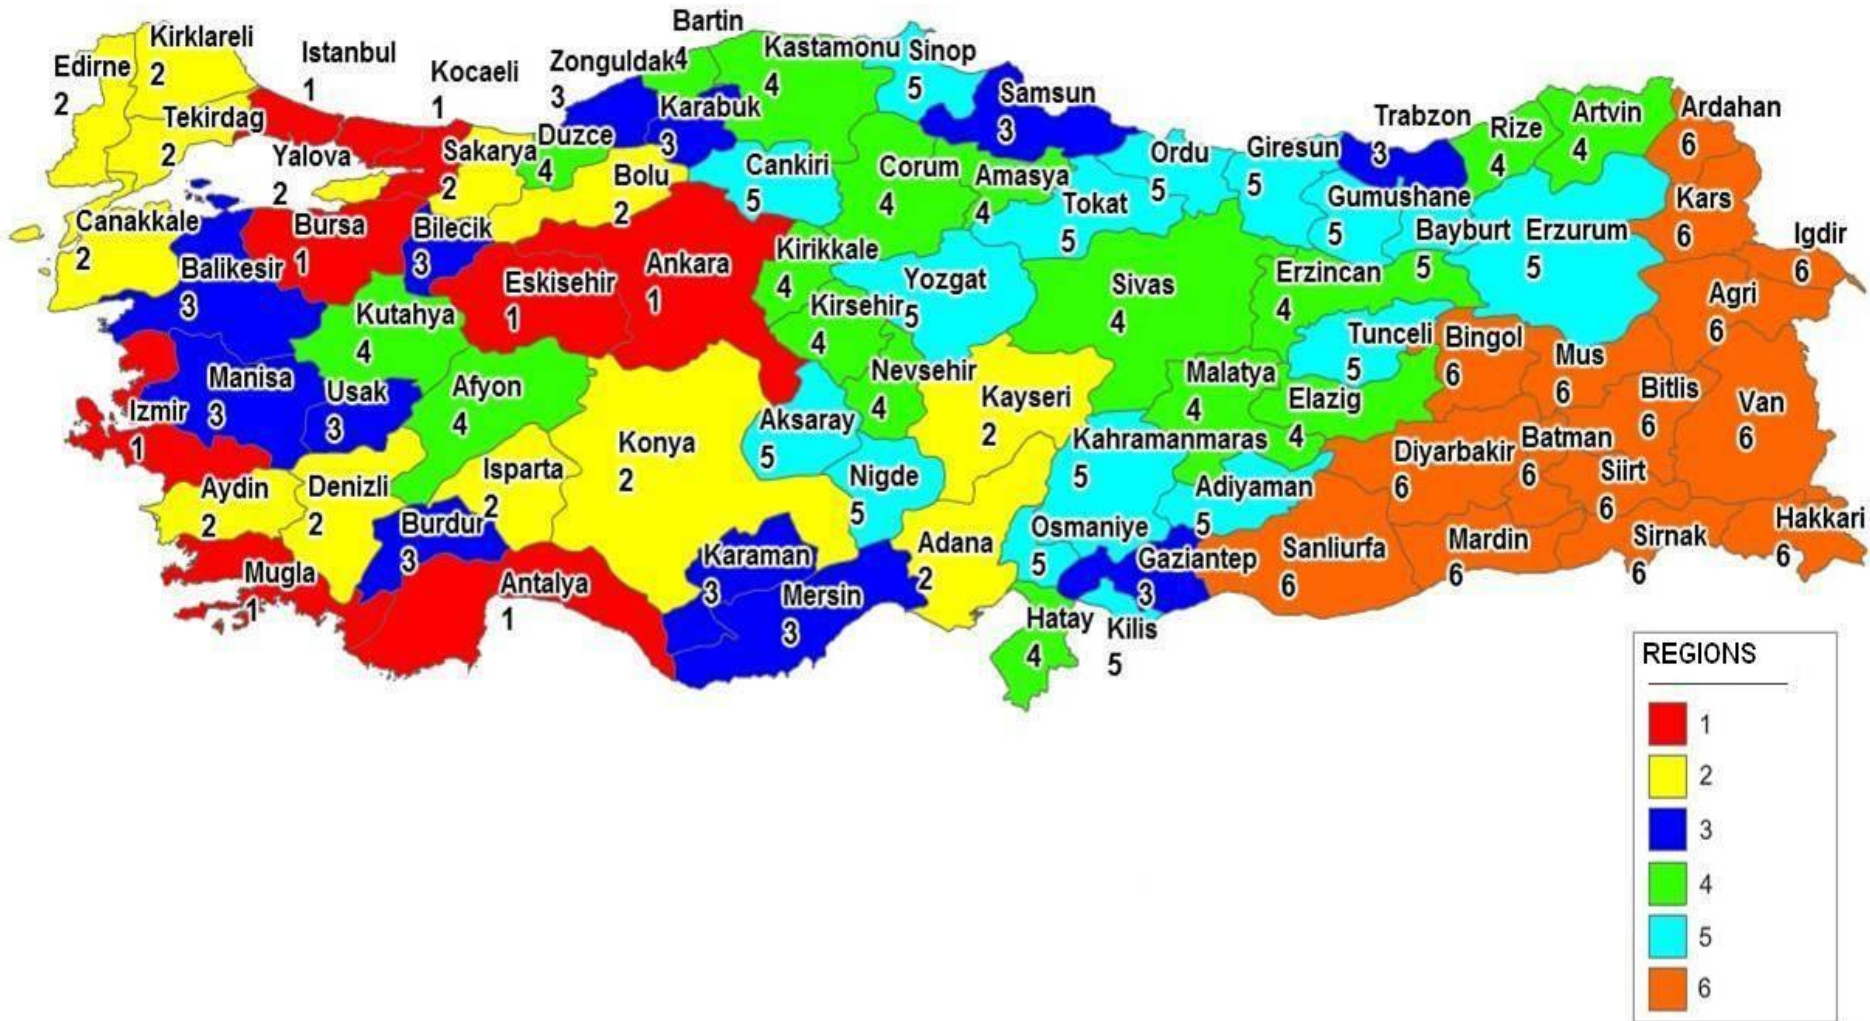 Bartin
4
Kirklareli
2
Edirne
2
Istanbul
1
Kocaeli
1
Zonguldak
3
Kastamonu
4
Sinop
5
Samsun
3
Karabuk
3
Tekirdag
2
Yalova
2
Sakarya
2
Duzce
4
Bolu
2
Cankiri
5
Corum
4
Amasya
4
Tokat
5
Ordu
5
Giresun
5
Trabzon
3
Rize
4
Artvin
4
Ardahan
6
Kars
6
Igdir
6
Gumushane
5
Bayburt
5
Erzurum
5
Canakkale
2
Bursa
1
Bilecik
3
Balikesir
3
Eskisehir
1
Ankara
1
Kirikkale
4
Kirsehir
4
Yozgat
5
Sivas
4
Erzincan
4
Agri
6
Kutahya
4
Tunceli
5
Bingol
6
Mus
6
Bitlis
6
Van
6
Manisa
3
Usak
3
Afyon
4
Nevsehir
4
Kayseri
2
Malatya
4
Elazig
4
Izmir
1
Aksaray
5
Konya
2
Kahramanmaras
5
Diyarbakir
6
Batman
6
Siirt
6
Aydin
2
Denizli
2
Isparta
2
Nigde
5
Adiyaman
5
Burdur
3
Karaman
3
Adana
2
Osmaniye
5
Gaziantep
3
Sanliurfa
6
Mardin
6
Sirnak
6
Hakkari
6
Mugla
1
Antalya
1
Mersin
3
Hatay
4
Kilis
5
REGIONS
1
2
3
4
5
6